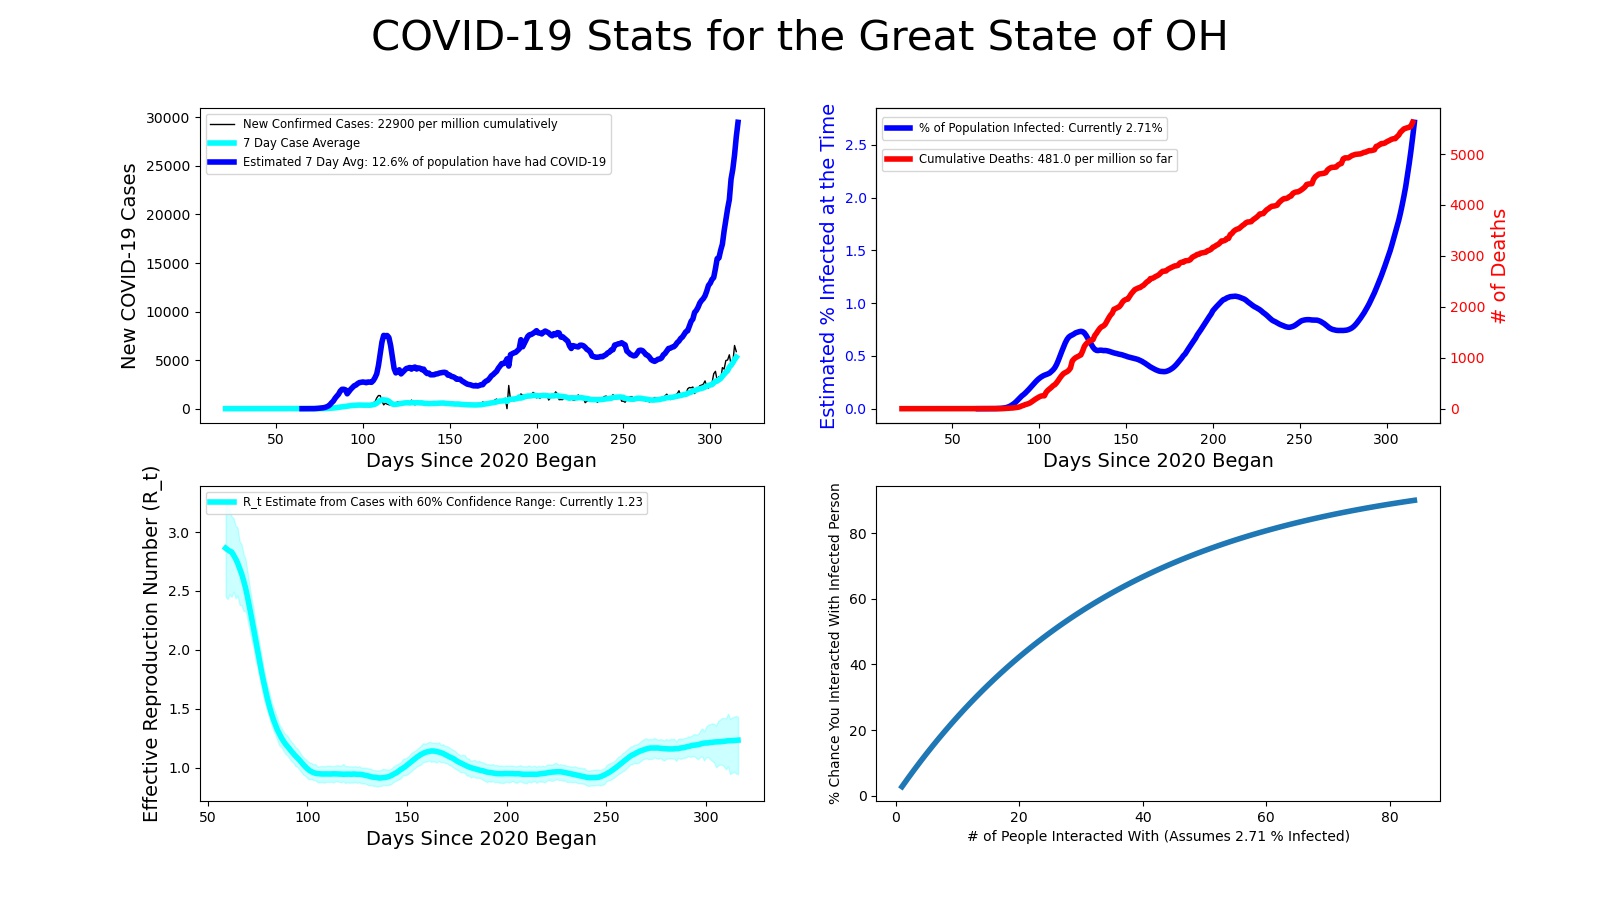 COVID-19 Stats for the Great State of OH
New COVID-19 Cases
30000
25000
20000
15000
10000
5000
0
New Confirmed Cases: 22900 per million cumulatively
7 Day Case Average
Estimated 7 Day Avg: 12.6% of population have had COVID-19
50 100 150 200 250 300
Days Since 2020 Began
Estimated % Infected at the Time
2.5
2.0
1.5
1.0
0.5
0.0
% of Population Infected: Currently 2.71%
Cumulative Deaths: 481.0 per million so far
5000
4000
3000
2000
1000
0
# of Deaths
50 100 150 200 250 300
Days Since 2020 Began
Effective Reproduction Number (R_t)
3.0
2.5
2.0
1.5
1.0
R_t Estimate from Cases with 60% Confidence Range: Currently 1.23
50 100 150 200 250 300
Days Since 2020 Began
% Chance You Interacted With Infected Person
80
60
40
20
0
0 20 40 60 80
# of People Interacted With (Assumes 2.71 % Infected)